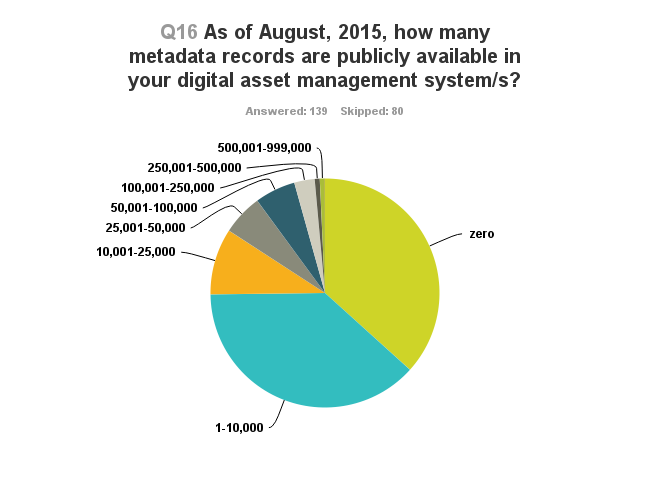 Q16 As of August, 2015, how many
metadata records are publicly available in
your digital asset management system/s?
Answered: 139 Skipped: 80
500,001-999,000
250,001-500,000
100,001-250,000
50,001-100,000
25,001-50,000
zero
10,001-25,000
1-10,000